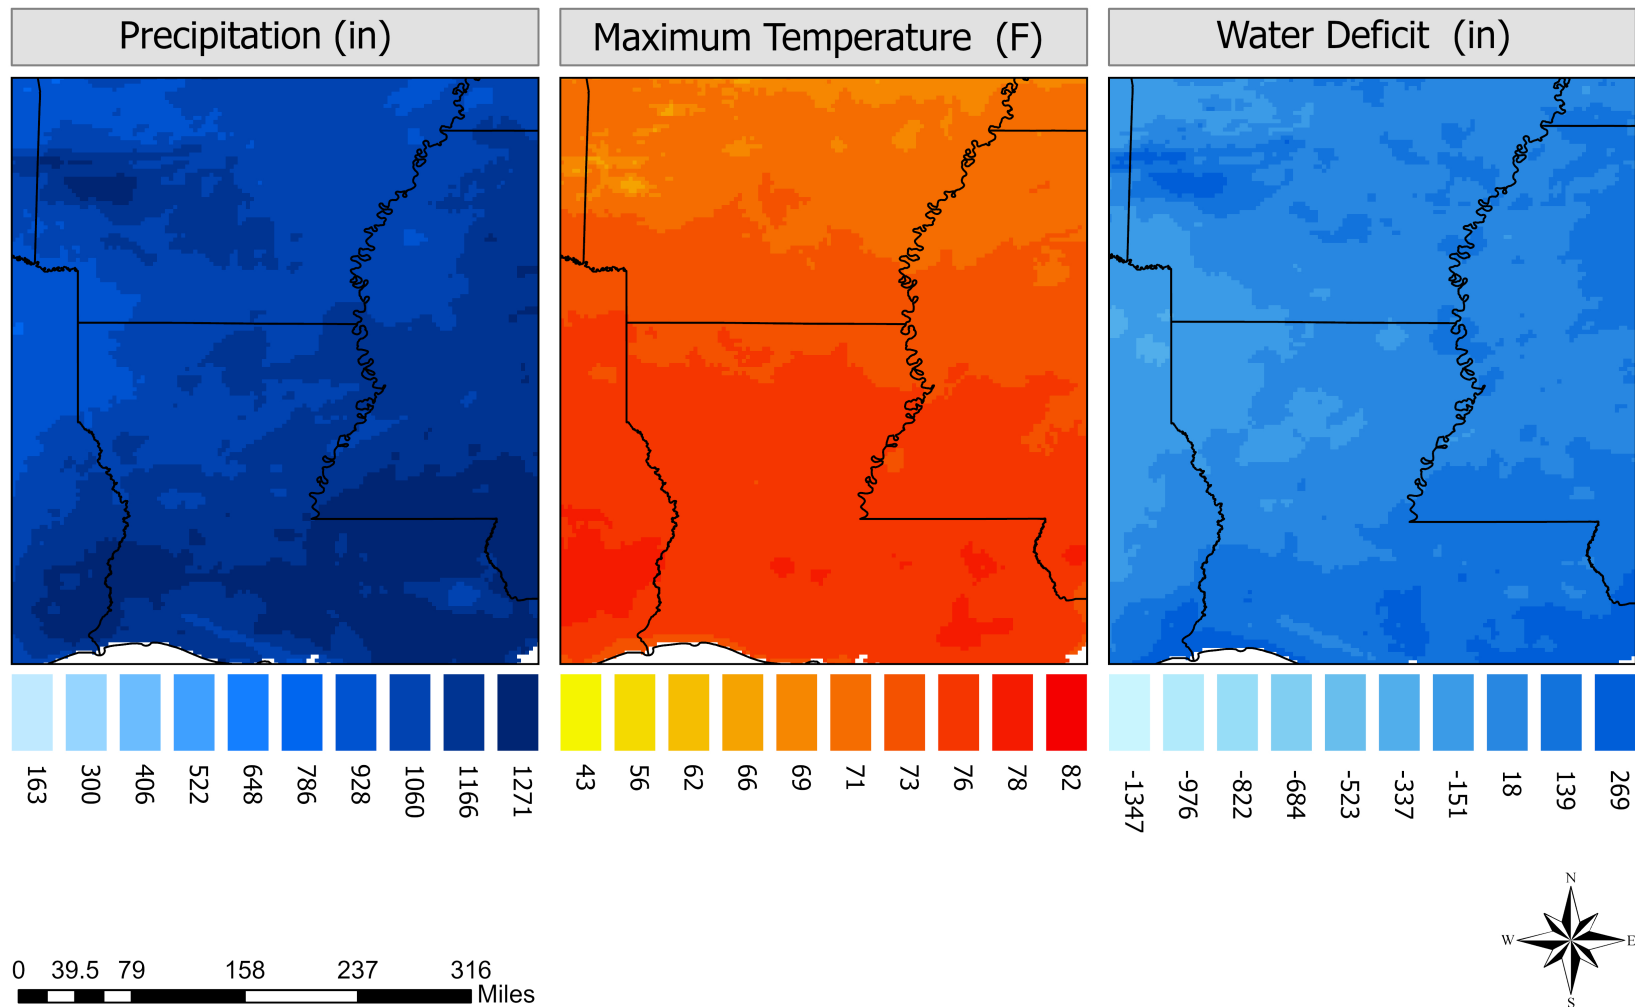 Precipitation (in)
Maximum Temperature (F)
Water Deficit (in)
163 300 406 522 648 786 928 1060 1166 1271
43 56 62 66 69 71 73 76 78 82
-1347 -976 -822 -684 -523 -337 -151 18 139 269
N
W E
S
0 39.5 79 158 237 316
Miles